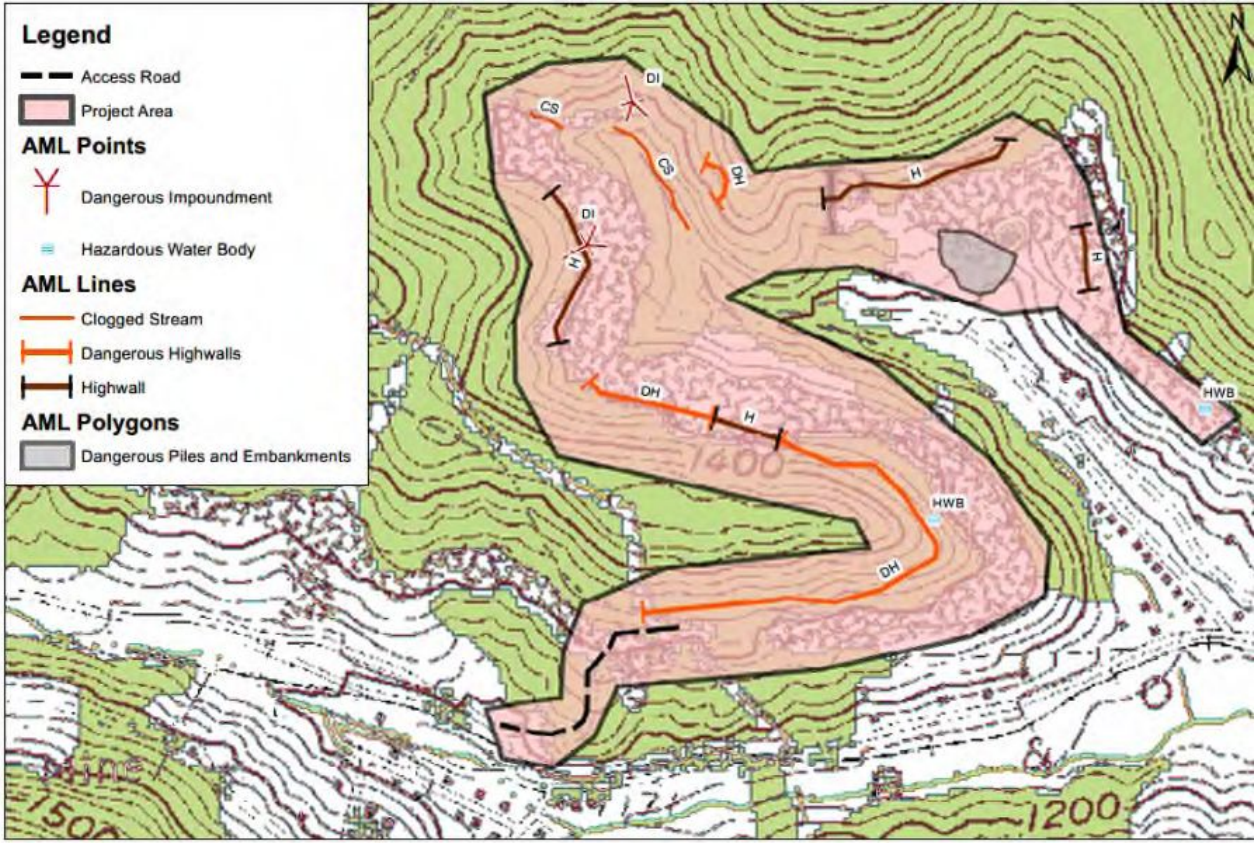 Legend
Access Road
Project Area
AML Points
Dangerous Impoundment
Hazardous Water Body
AML Lines
Clogged Stream
Dangerous Highwalls
Highwall
AML Polygons
Dangerous Piles and Embankments
N
DI
CS
CS
DH
H
H
DI
H
HWB
DH
H
1400
HWB
DH
1500
1200